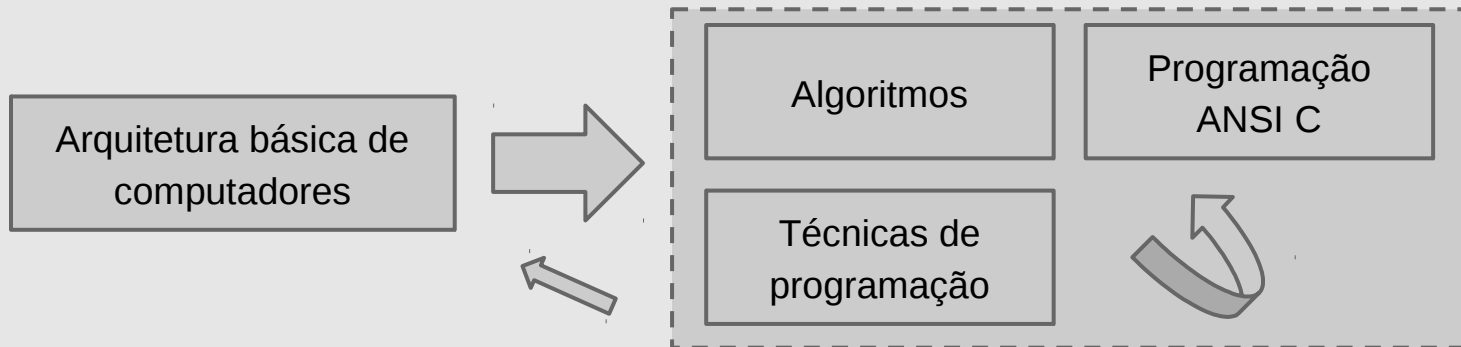 Arquitetura básica de
computadores
Algoritmos
Programação
ANSI C
Técnicas de
programação